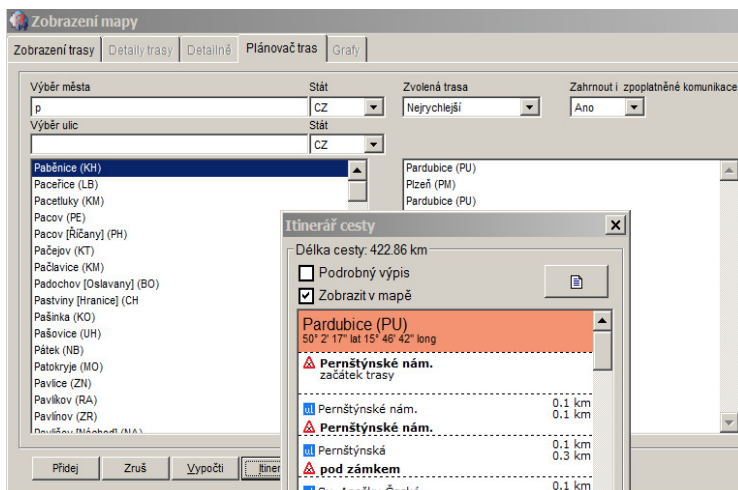 Zobrazení mapy
Zobrazení trasy Detaily trasy Detailně Plánovač tras Grafy
Výběr města Stát Zvolená trasa Zahrnout i zpoplatněné komunikace
p CZ Nejrychlejší Ano
Výběr ulic Stát
CZ
Paběnice (KH)
Paceřice (LB)
Pacetluky (KM)
Pacov (PE)
Pacov [Říčany] (PH)
Pačejov (KT)
Pačlavice (KM)
Padochov [Oslavany] (BO)
Pastviny [Hranice] (CH
Pašinka (KO)
Pašovice (UH)
Pátek (NB)
Patokryje (MO)
Pavlice (ZN)
Pavlíkov (RA)
Pavlínov (ZR)
Pardubice (PU)
Plzeň (PM)
Pardubice (PU)
Itinerář cesty
Délka cesty: 422.86 km
Podrobný výpis
Zobrazit v mapě
Pardubice (PU)
50° 2' 17" lat 15° 46' 42" long
Pernštýnské nám.
začátek trasy
ul Pernštýnské nám. 0.1 km
0.1 km
Pernštýnské nám.
ul Pernštýnská 0.1 km
0.3 km
pod zámkem
0.1 km
Přidej Zruš Vypočti